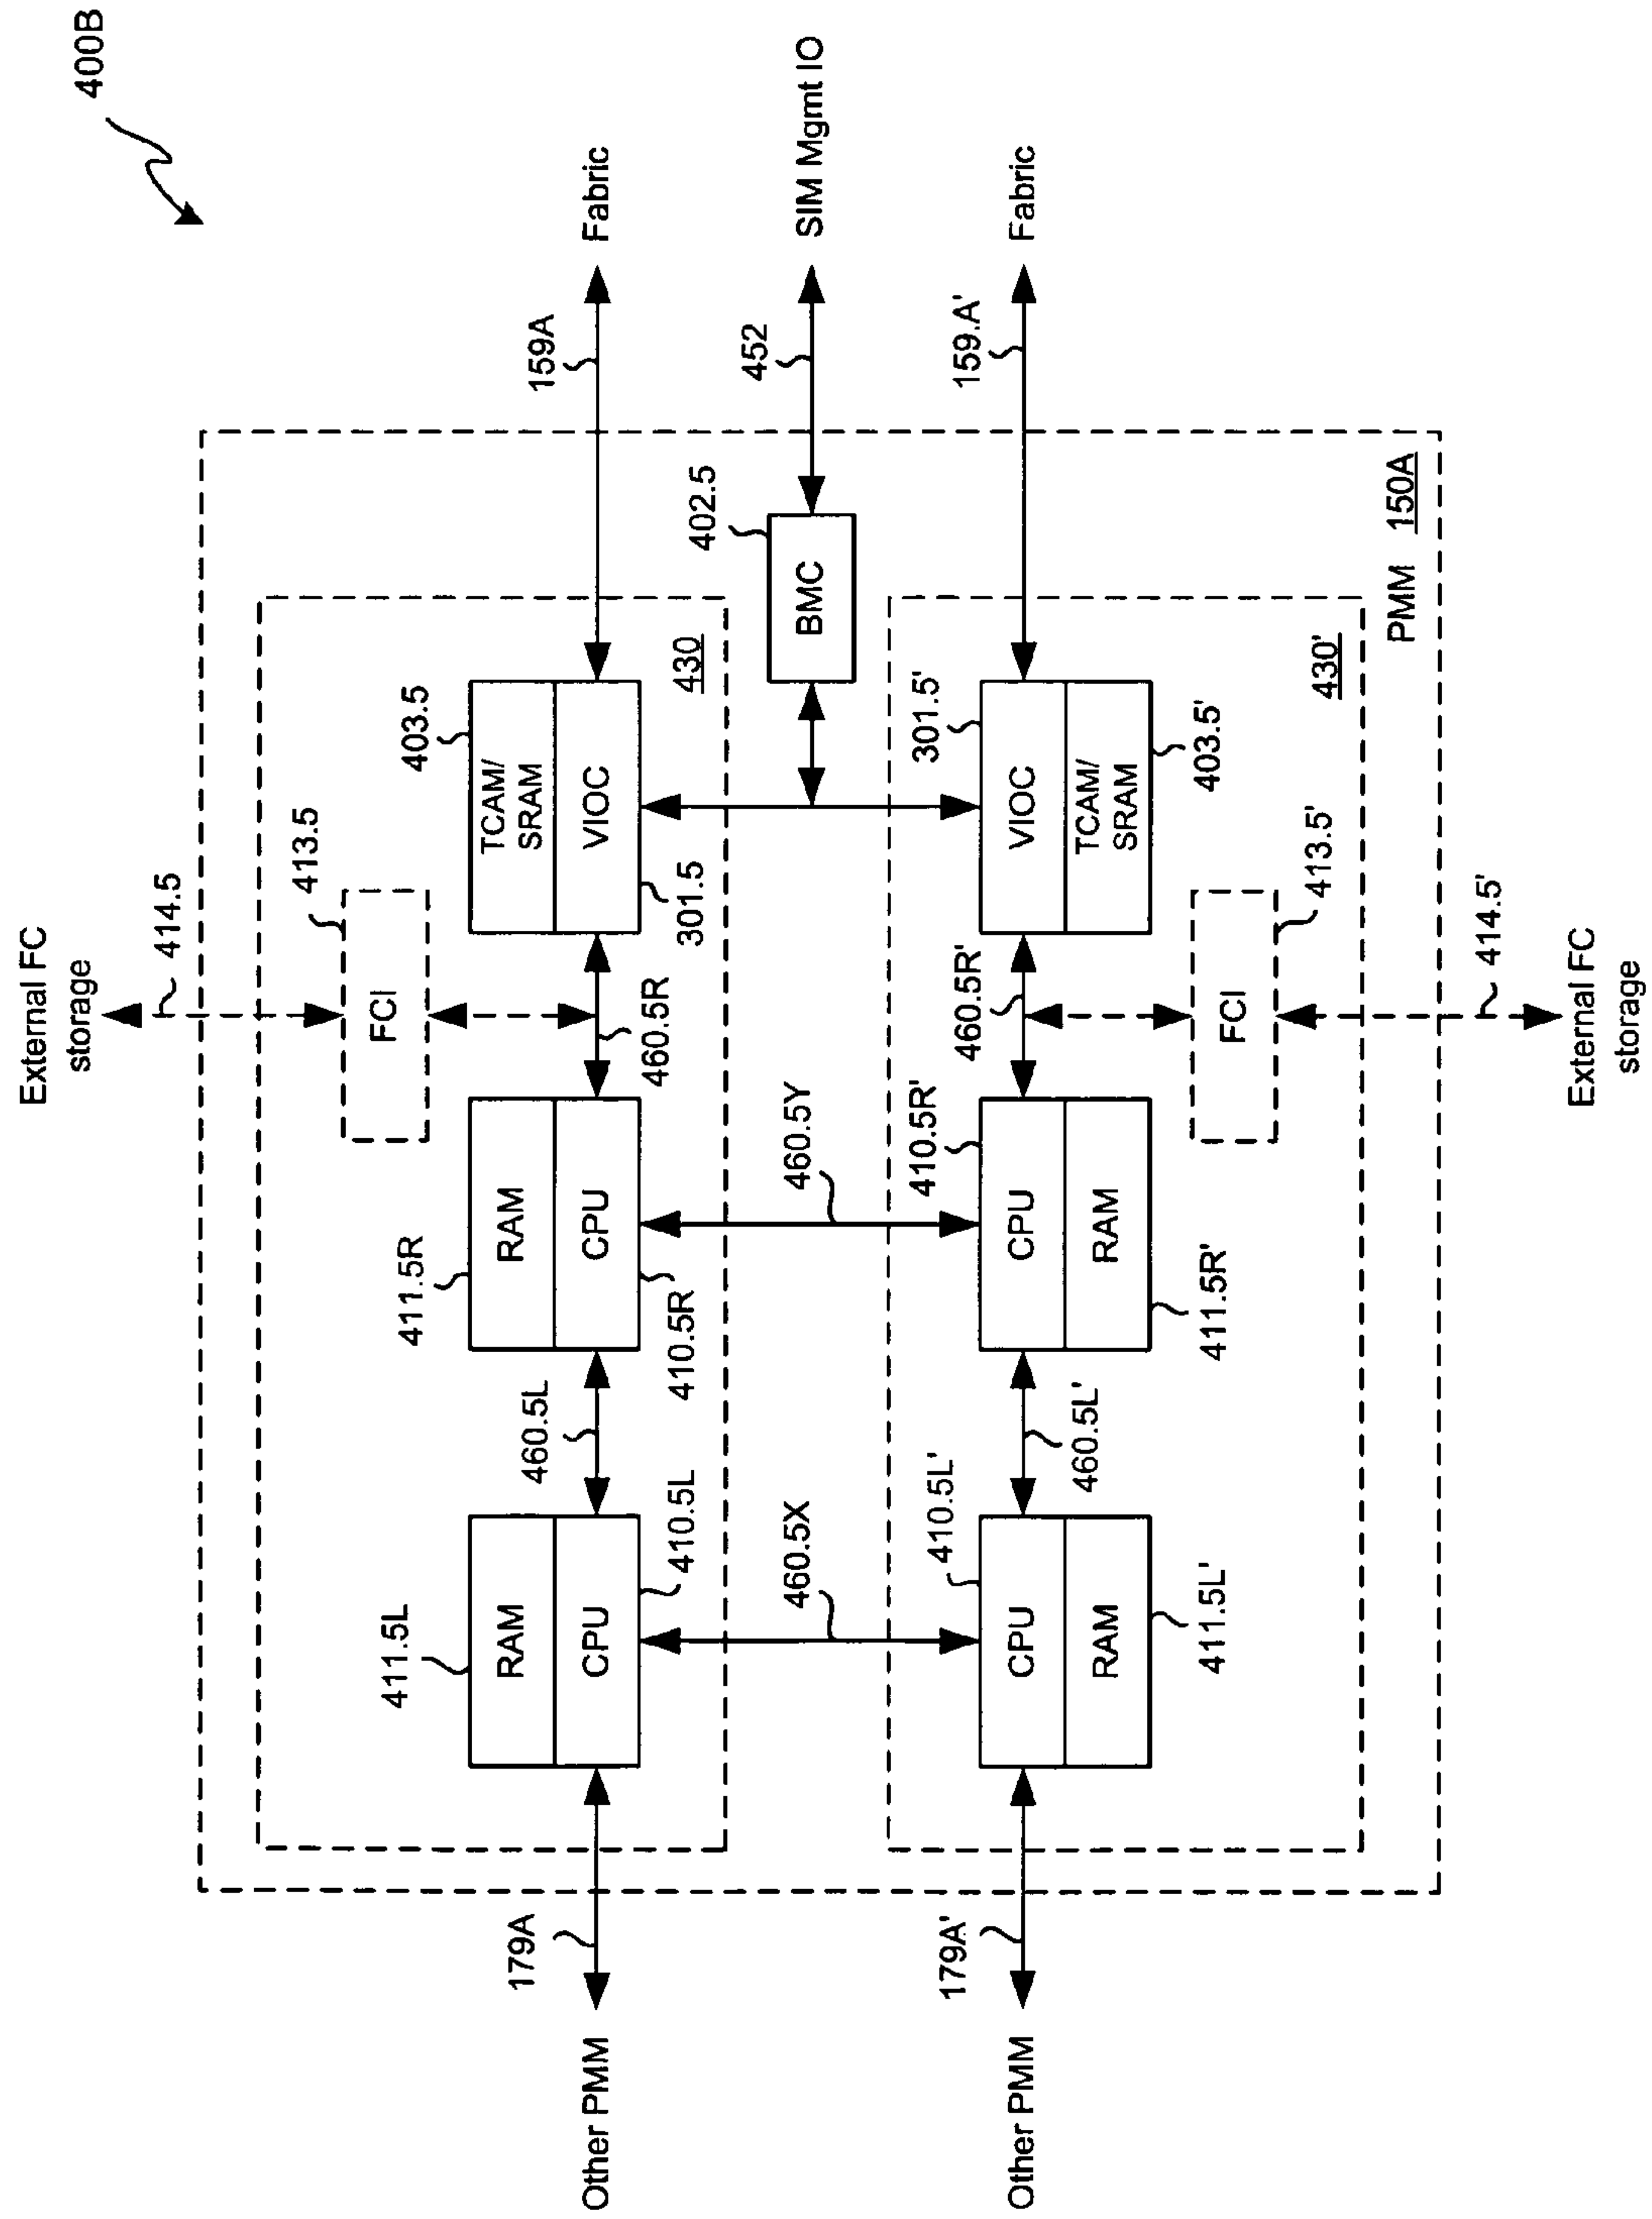 400B
External FC
storage
414.5
413.5
FCI
411.5L
RAM
CPU
410.5L
460.5L
411.5R
RAM
CPU
410.5R
460.5R
403.5
TCAM/
SRAM
VIOC
301.5
430
Other PMM
179A
159A
Fabric
460.5X
460.5Y
BMC
402.5
452
SIM Mgmt IO
Other PMM
179A'
410.5L'
CPU
RAM
411.5L'
460.5L'
410.5R'
CPU
RAM
411.5R'
460.5R'
301.5'
VIOC
TCAM/
SRAM
403.5'
159.A'
Fabric
FCI
413.5'
430'
PMM 150A
414.5'
External FC
storage